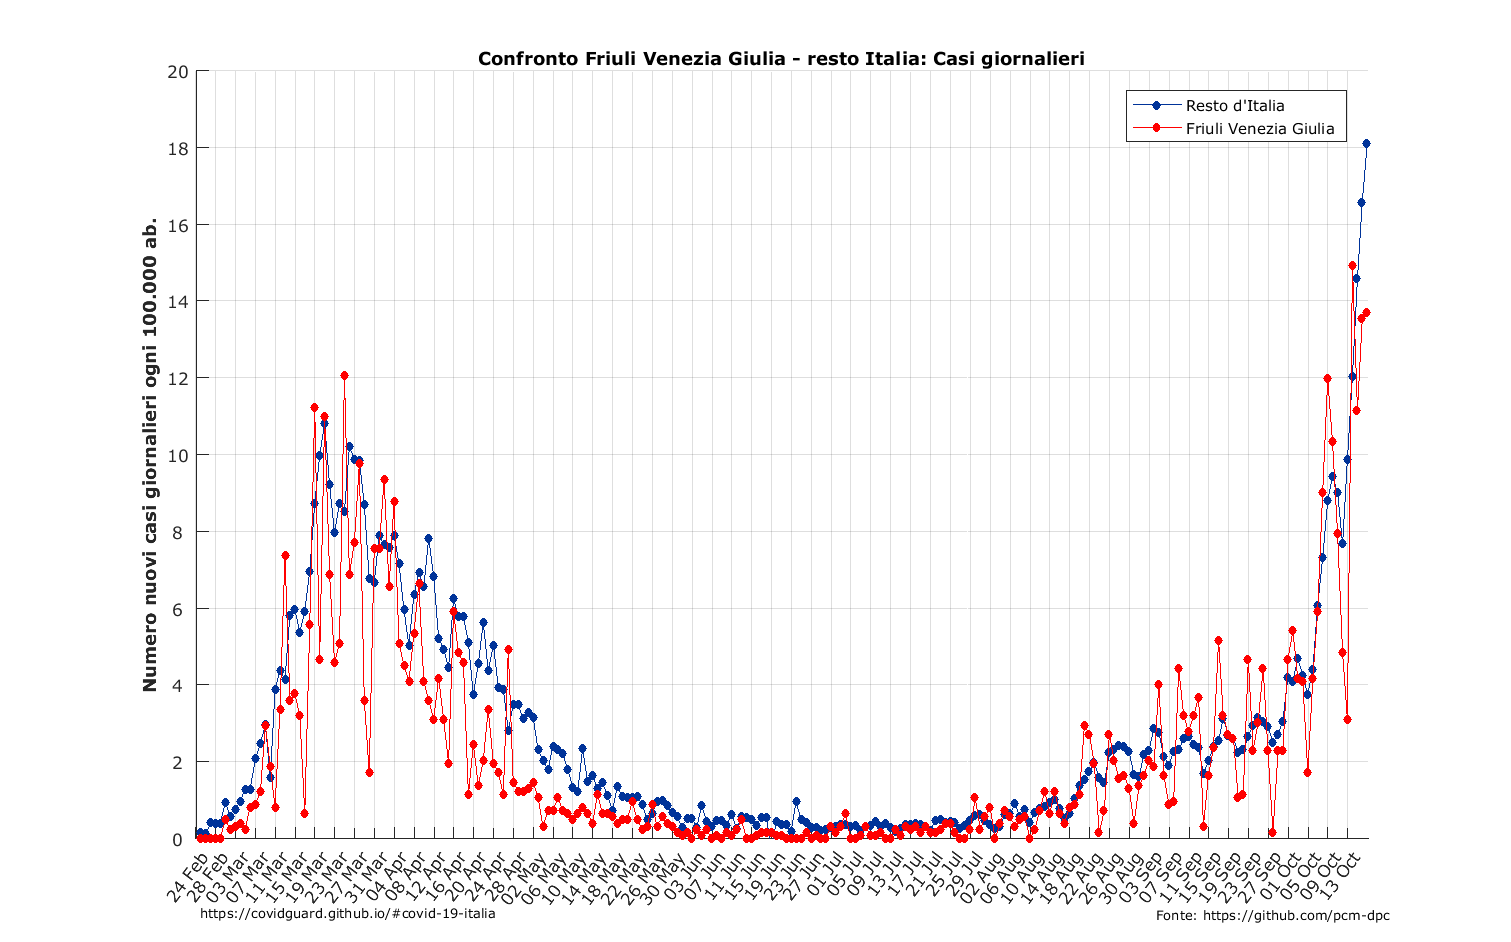 Confronto Friuli Venezia Giulia - resto Italia: Casi giornalieri
Resto d'Italia
Friuli Venezia Giulia
Numero nuovi casi giornalieri ogni 100.000 ab.
20
18
16
14
12
10
8
6
4
2
0
24 Feb
28 Feb
03 Mar
07 Mar
11 Mar
15 Mar
19 Mar
23 Mar
27 Mar
31 Mar
04 Apr
08 Apr
12 Apr
16 Apr
20 Apr
24 Apr
28 Apr
02 May
06 May
10 May
14 May
18 May
22 May
26 May
30 May
03 Jun
07 Jun
11 Jun
15 Jun
19 Jun
23 Jun
27 Jun
01 Jul
05 Jul
09 Jul
13 Jul
17 Jul
21 Jul
25 Jul
29 Jul
02 Aug
06 Aug
10 Aug
14 Aug
18 Aug
22 Aug
26 Aug
30 Aug
03 Sep
07 Sep
11 Sep
15 Sep
19 Sep
23 Sep
27 Sep
01 Oct
05 Oct
09 Oct
13 Oct
https://covidguard.github.io/#covid-19-italia
Fonte: https://github.com/pcm-dpc